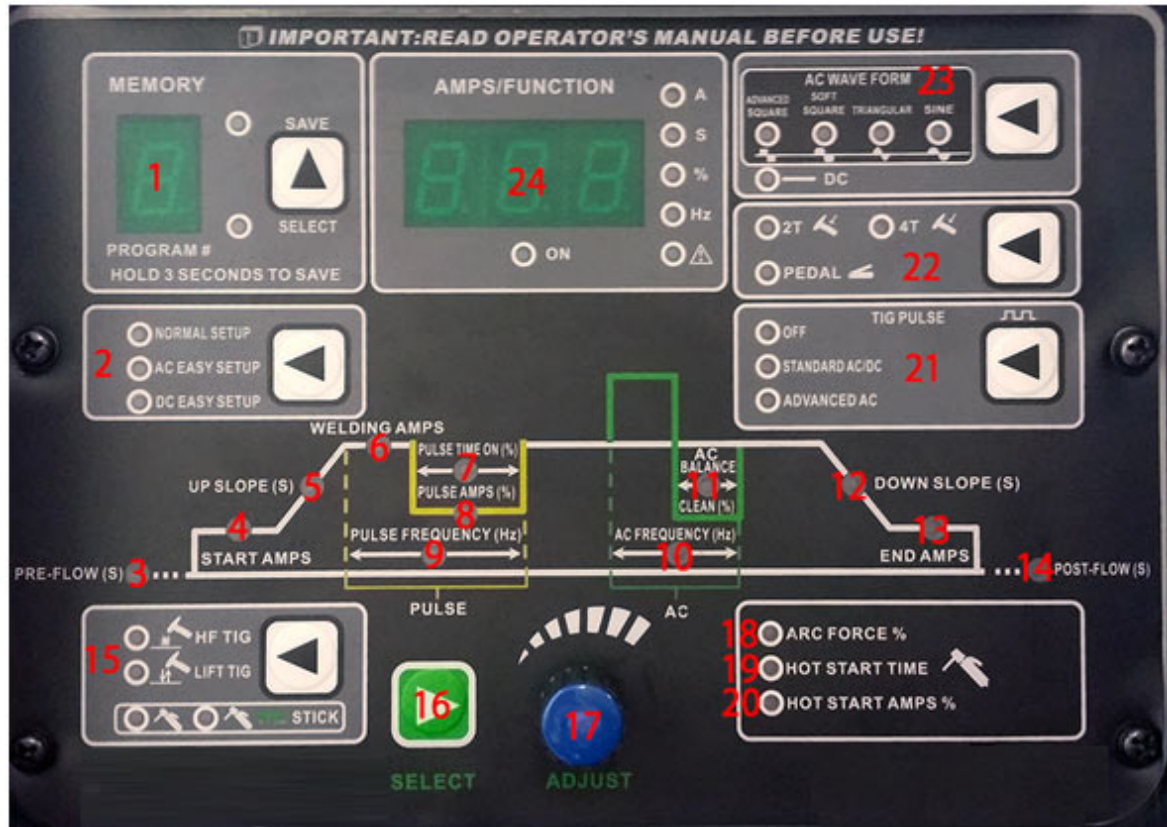 IMPORTANT:READ OPERATOR'S MANUAL BEFORE USE!
MEMORY
SAVE
1
SELECT
PROGRAM #
HOLD 3 SECONDS TO SAVE
AMPS/FUNCTION
A
S
%
Hz
24
ON
AC WAVE FORM 23
ADVANCED SQUARE
SOFT SQUARE
TRIANGULAR
SINE
DC
2T
4T
PEDAL
22
TIG PULSE
OFF
STANDARD AC/DC
ADVANCED AC
21
2
NORMAL SETUP
AC EASY SETUP
DC EASY SETUP
WELDING AMPS
6
PULSE TIME ON (%)
7
PULSE AMPS (%)
8
UP SLOPE (S) 5
4
START AMPS
PULSE FREQUENCY (Hz)
9
PRE-FLOW (S) 3
PULSE
AC
BALANCE
11
CLEAN (%)
AC FREQUENCY (Hz)
10
AC
12 DOWN SLOPE (S)
13
END AMPS
14 POST-FLOW (S)
15
HF TIG
LIFT TIG
STICK
16
SELECT
17
ADJUST
18 ARC FORCE %
19 HOT START TIME
20 HOT START AMPS %